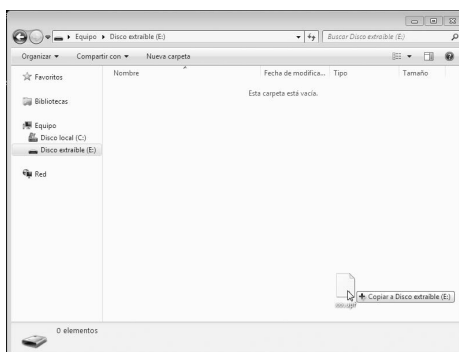 Equipo ▸ Disco extraíble (E:)
Buscar Disco extraíble (E:)
Organizar ▾ Compartir con ▾ Nueva carpeta
Favoritos
Bibliotecas
Equipo
Disco local (C:)
Disco extraíble (E:)
Red
Nombre Fecha de modifica... Tipo Tamaño
Esta carpeta está vacía.
Copiar a Disco extraíble (E:)
0 elementos